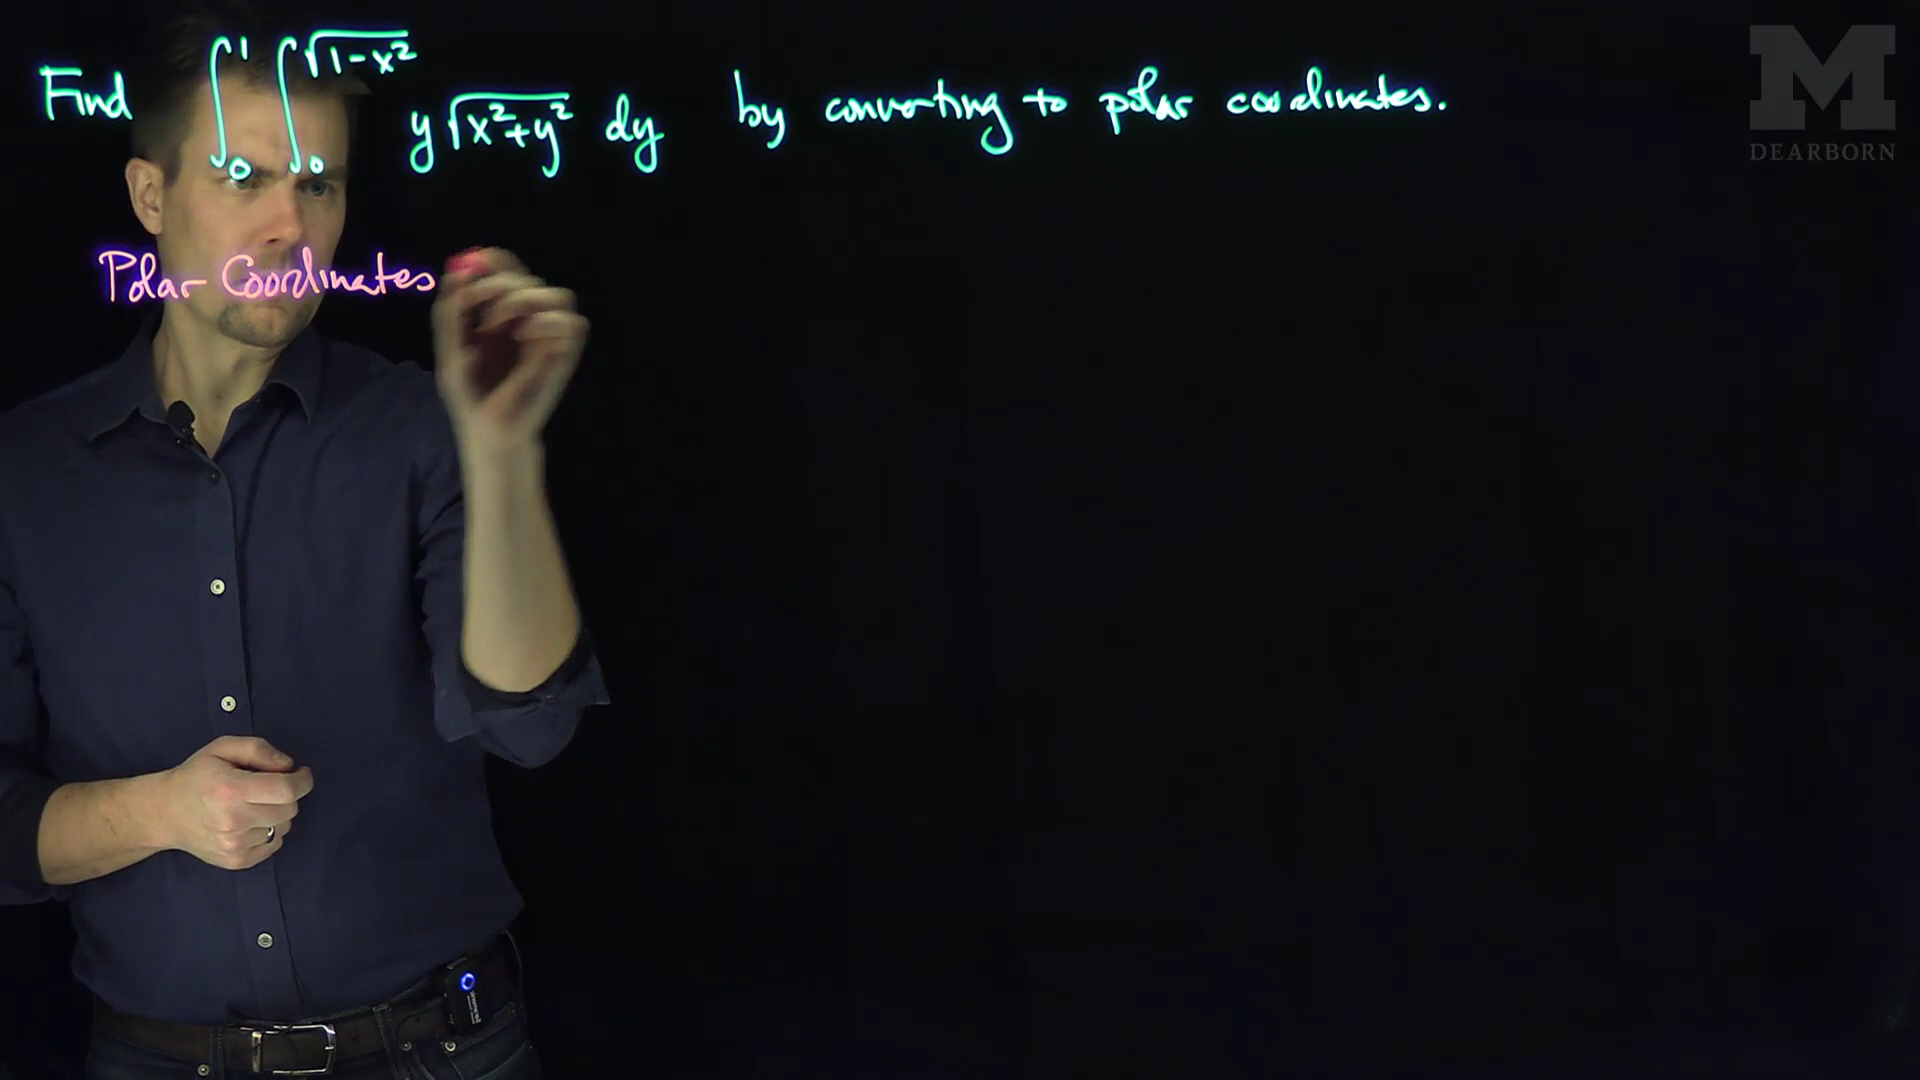 Find ∫₀¹ ∫₀^√(1-x²) y√(x²+y²) dy by converting to polar coordinates.
M
DEARBORN
Polar Coordinates